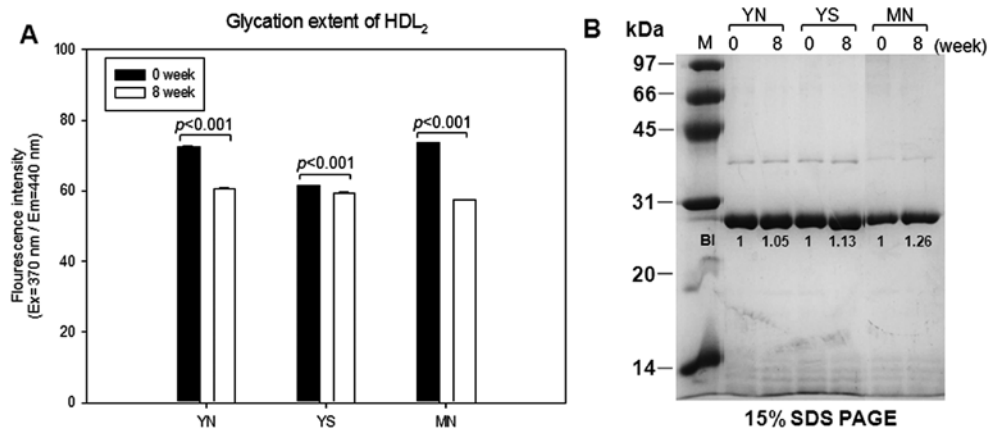 A
Glycation extent of HDL2
Flourescence intensity
(Ex=370 nm / Em=440 nm)
100
80
60
40
20
0
0 week
8 week
p<0.001
p<0.001
p<0.001
YN
YS
MN
B
kDa
YN
YS
MN
M
0
8
0
8
0
8
(week)
97
66
45
31
20
14
BI
1
1.05
1
1.13
1
1.26
15% SDS PAGE